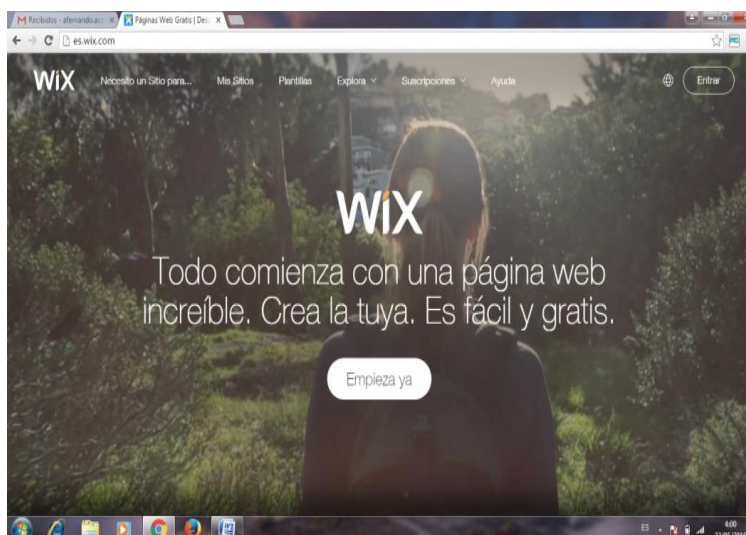 Recibidos - afernando.acr
Páginas Web Gratis | Des
es.wix.com
WiX
Necesito un Sitio para...
Mis Sitios
Plantillas
Explora
Suscripciones
Ayuda
Entrar
WiX
Todo comienza con una página web
increíble. Crea la tuya. Es fácil y gratis.
Empieza ya
ES
4:00